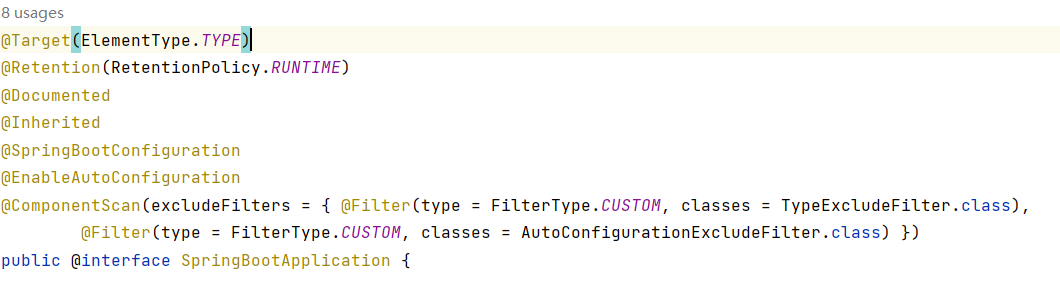 8 usages
@Target(ElementType.TYPE)
@Retention(RetentionPolicy.RUNTIME)
@Documented
@Inherited
@SpringBootConfiguration
@EnableAutoConfiguration
@ComponentScan(excludeFilters = { @Filter(type = FilterType.CUSTOM, classes = TypeExcludeFilter.class),
        @Filter(type = FilterType.CUSTOM, classes = AutoConfigurationExcludeFilter.class) })
public @interface SpringBootApplication {